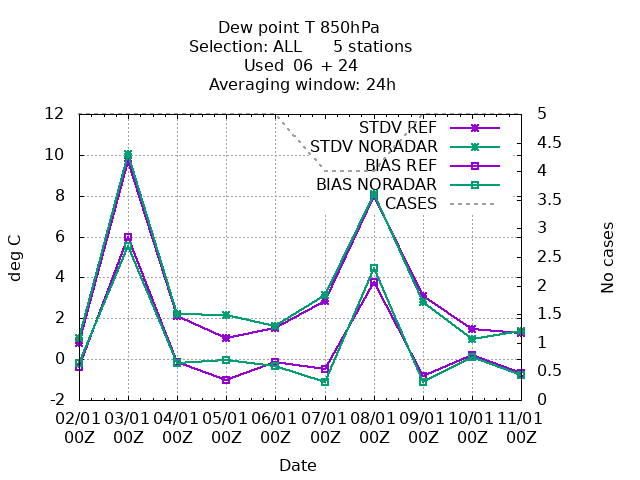 Dew point T 850hPa
Selection: ALL 5 stations
Used 06 + 24
Averaging window: 24h
12
10
8
6
4
2
0
-2
deg C
5
4.5
4
3.5
3
2.5
2
1.5
1
0.5
0
No cases
STDV REF
STDV NORADAR
BIAS REF
BIAS NORADAR
CASES
02/01 03/01 04/01 05/01 06/01 07/01 08/01 09/01 10/01 11/01
00Z 00Z 00Z 00Z 00Z 00Z 00Z 00Z 00Z 00Z
Date